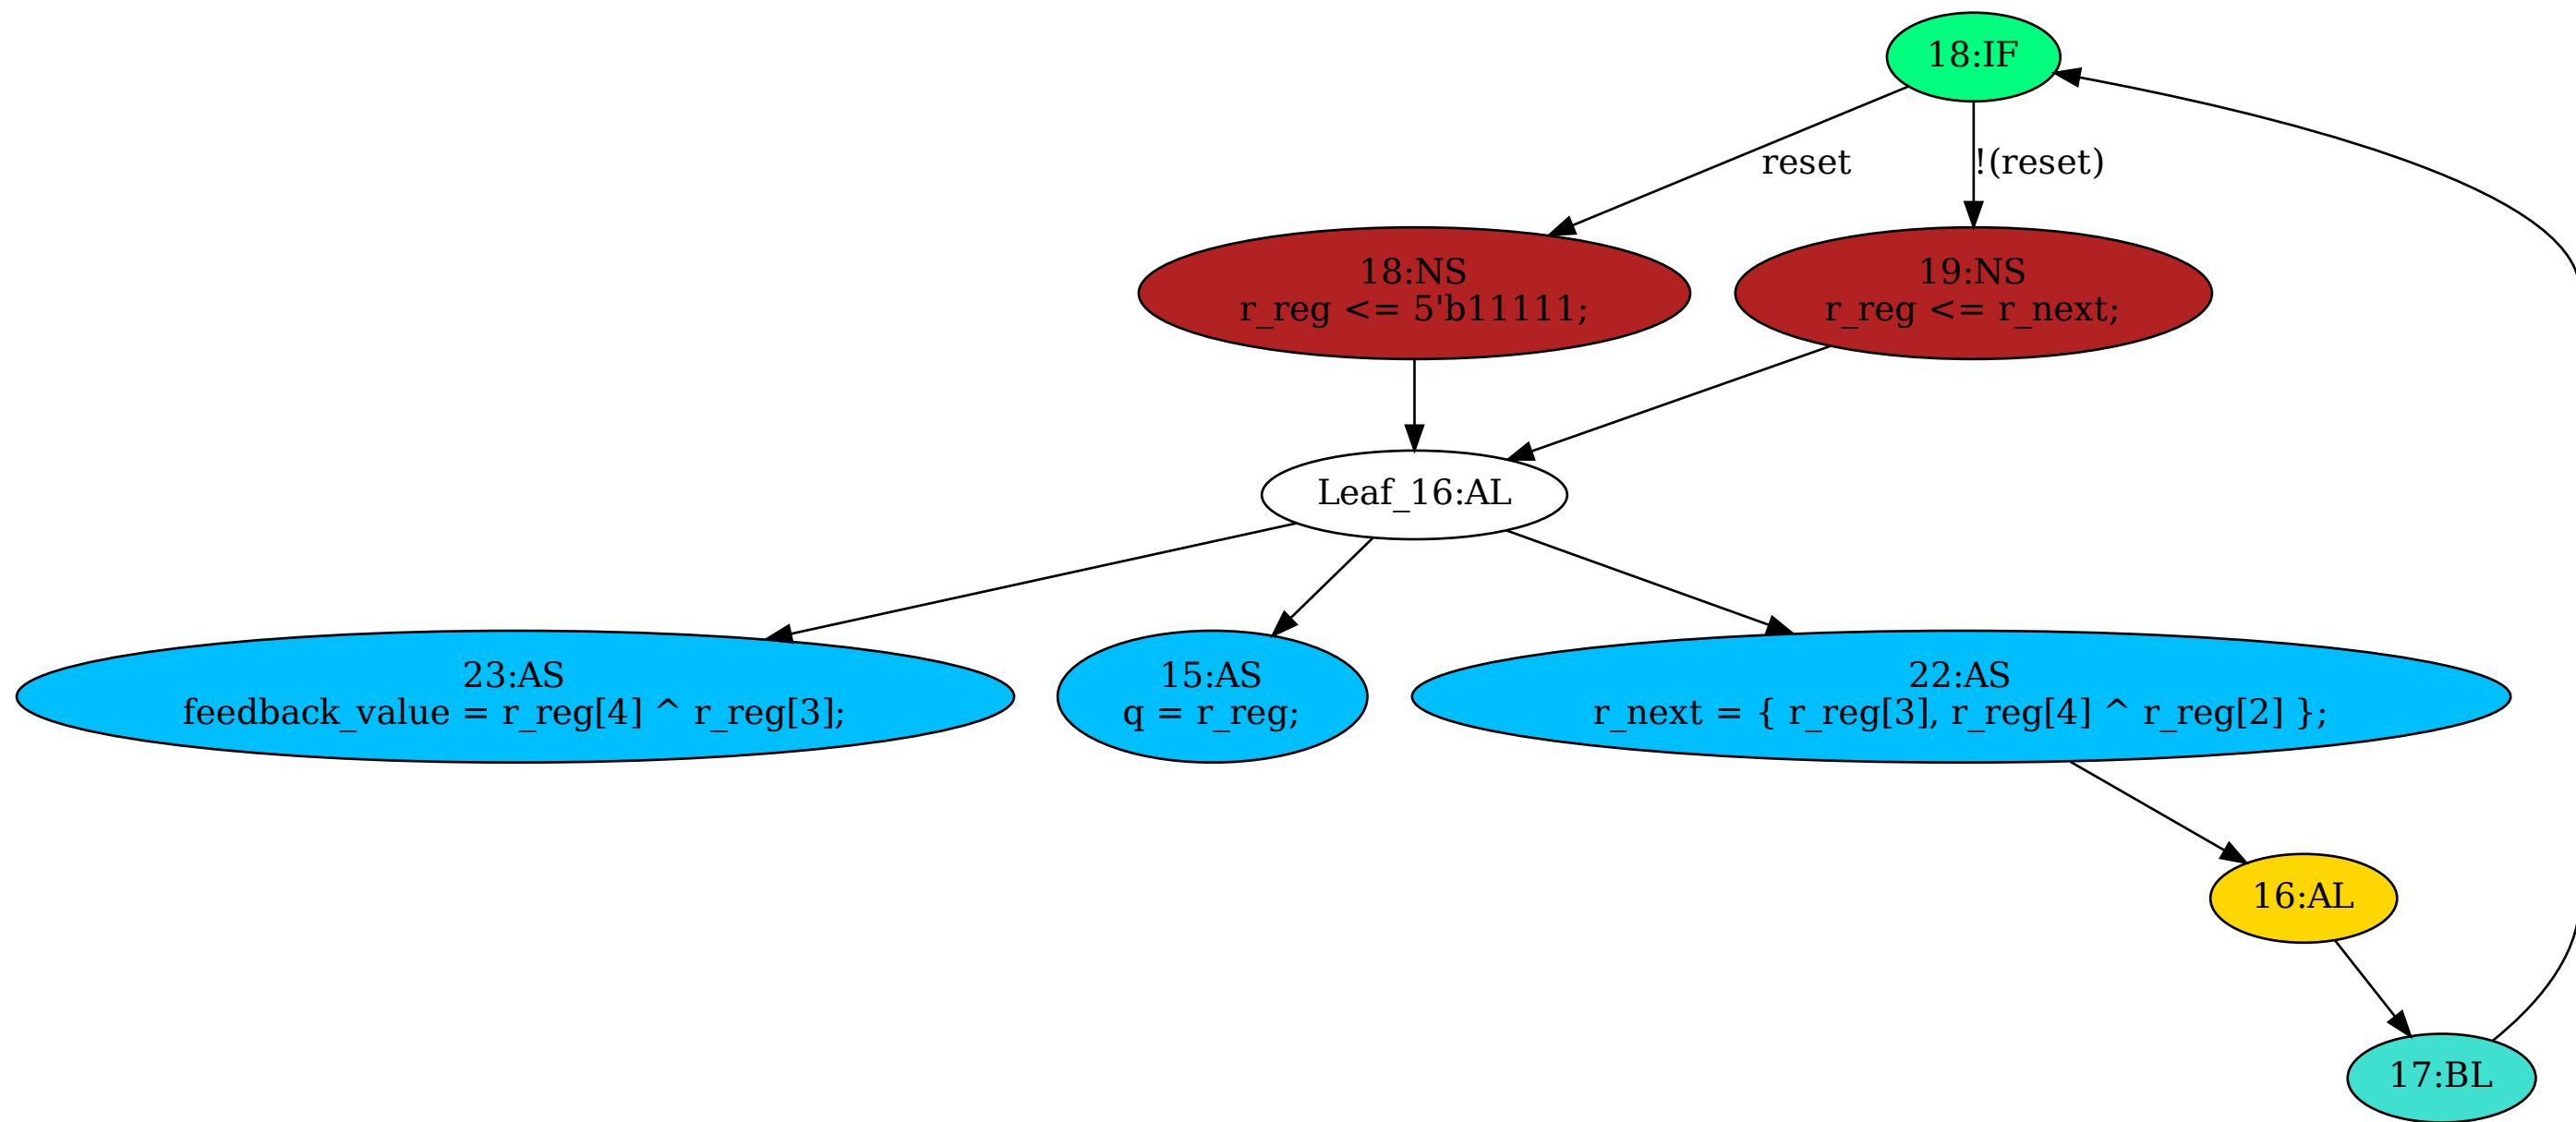 18:IF
reset
!(reset)
18:NS
r_reg <= 5'b11111;
19:NS
r_reg <= r_next;
Leaf_16:AL
23:AS
feedback_value = r_reg[4] ^ r_reg[3];
15:AS
q = r_reg;
22:AS
r_next = { r_reg[3], r_reg[4] ^ r_reg[2] };
16:AL
17:BL